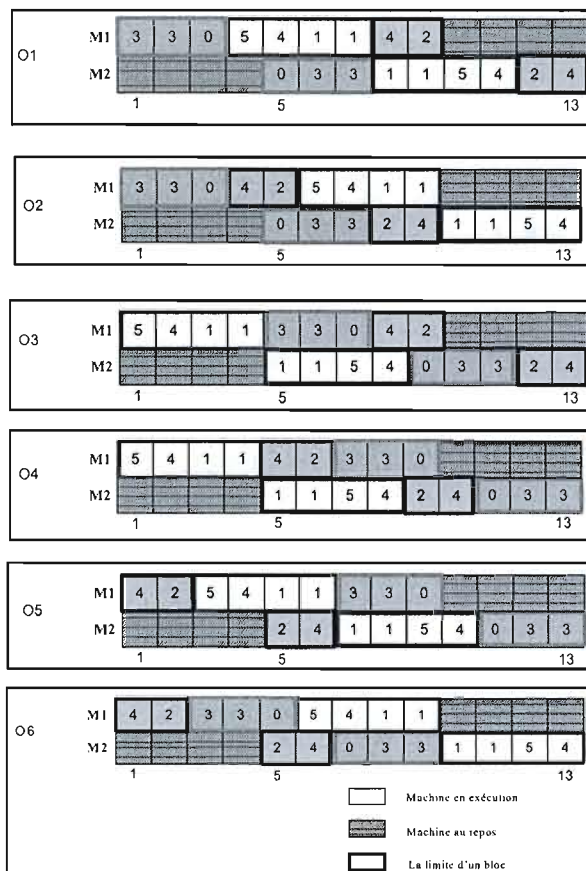 O1
M1 3 3 0 5 4 1 1 4 2
M2 0 3 3 1 1 5 4 2 4
1 5 13
O2
M1 3 3 0 4 2 5 4 1 1
M2 0 3 3 2 4 1 1 5 4
1 5 13
O3
M1 5 4 1 1 3 3 0 4 2
M2 1 1 5 4 0 3 3 2 4
1 5 13
O4
M1 5 4 1 1 4 2 3 3 0
M2 1 1 5 4 2 4 0 3 3
1 5 13
O5
M1 4 2 5 4 1 1 3 3 0
M2 2 4 1 1 5 4 0 3 3
1 5 13
O6
M1 4 2 3 3 0 5 4 1 1
M2 2 4 0 3 3 1 1 5 4
1 5 13
Machine en exécution
Machine au repos
La limite d'un bloc